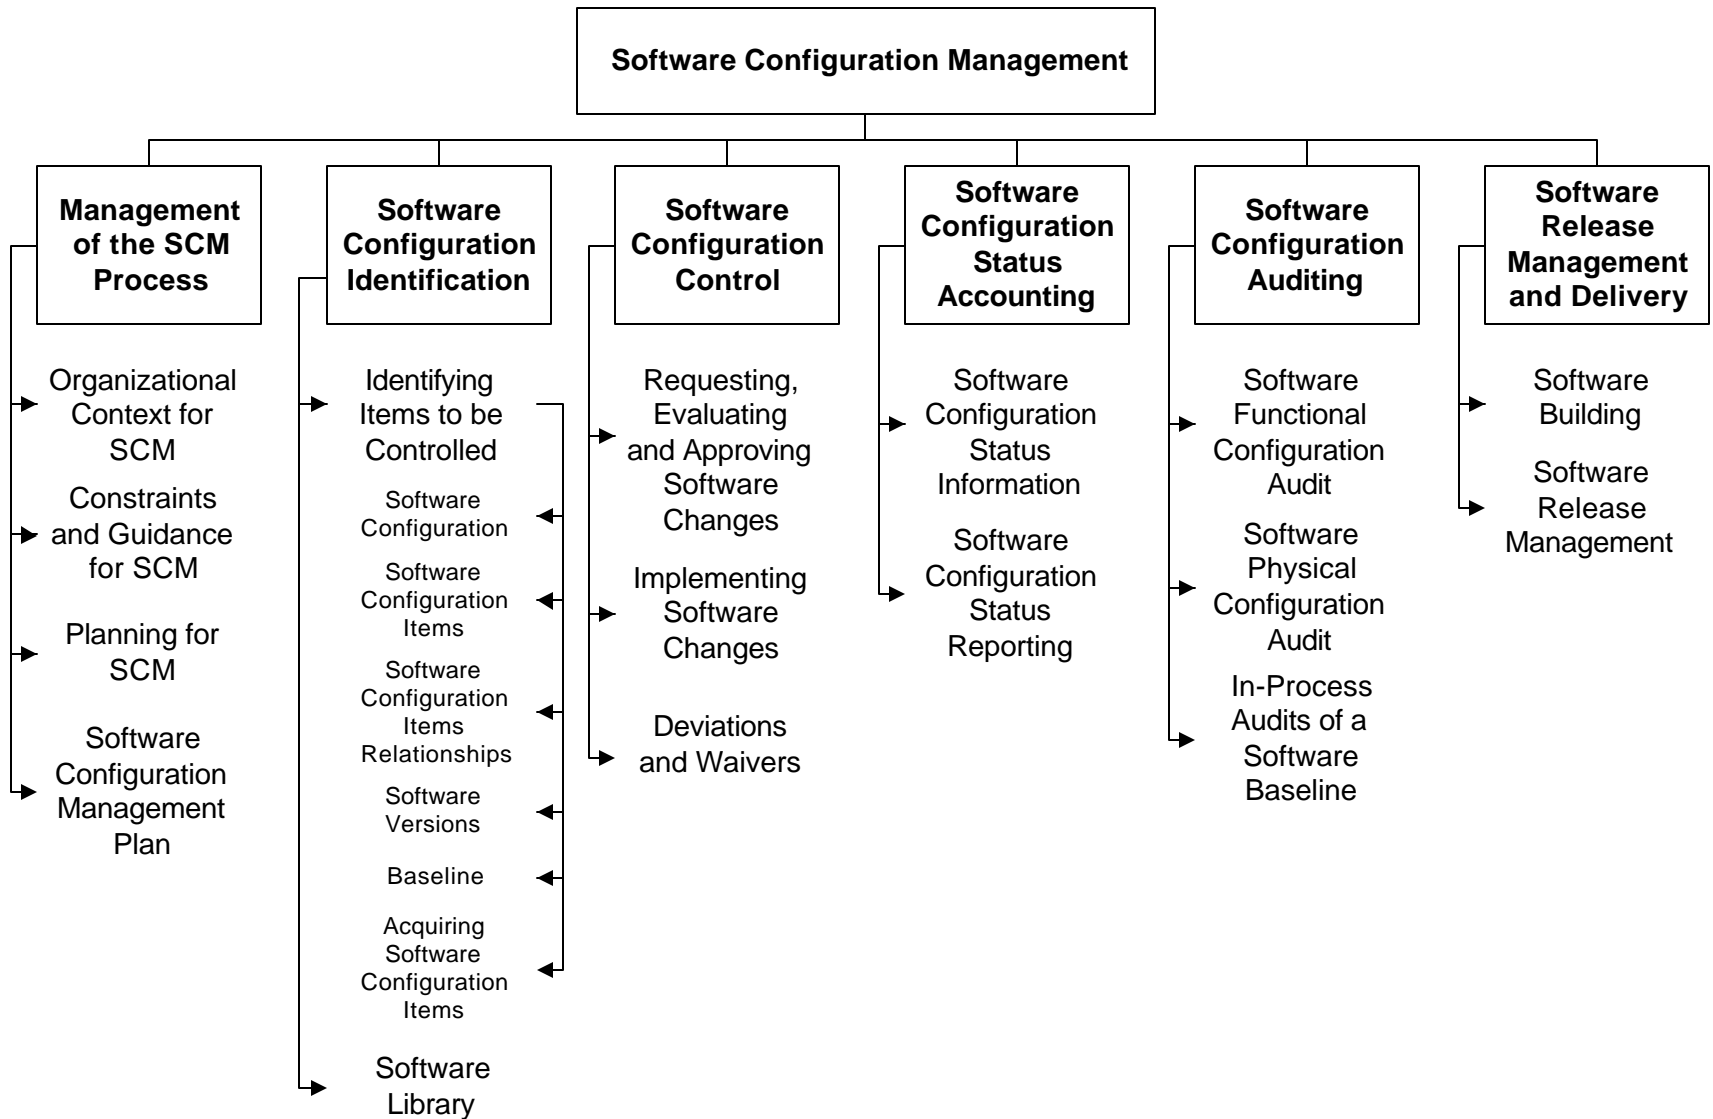 Software Configuration Management
Management
of the SCM
Process
Organizational
Context for
SCM
Constraints
and Guidance
for SCM
Planning for
SCM
Software
Configuration
Management
Plan
Software
Configuration
Identification
Identifying
Items to be
Controlled
Software
Configuration
Software
Configuration
Items
Software
Configuration
Items
Relationships
Software
Versions
Baseline
Acquiring
Software
Configuration
Items
Software
Library
Software
Configuration
Control
Requesting,
Evaluating
and Approving
Software
Changes
Implementing
Software
Changes
Deviations
and Waivers
Software
Configuration
Status
Accounting
Software
Configuration
Status
Information
Software
Configuration
Status
Reporting
Software
Configuration
Auditing
Software
Functional
Configuration
Audit
Software
Physical
Configuration
Audit
In-Process
Audits of a
Software
Baseline
Software
Release
Management
and Delivery
Software
Building
Software
Release
Management